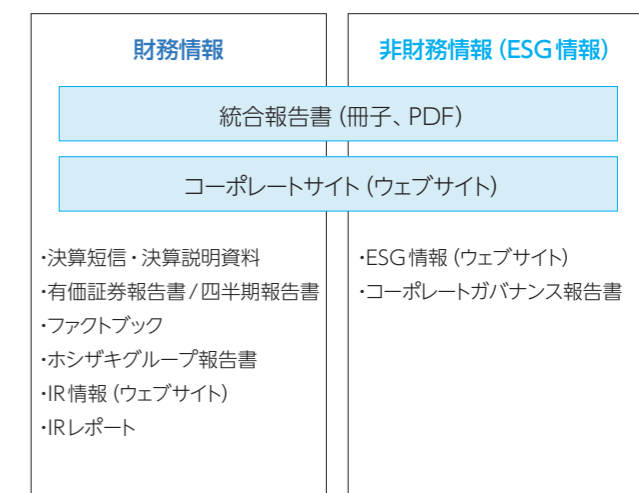 財務情報
非財務情報(ESG情報)
統合報告書(冊子、PDF)
コーポレートサイト(ウェブサイト)
・決算短信・決算説明資料
・有価証券報告書/四半期報告書
・ファクトブック
・ホシザキグループ報告書
・IR情報(ウェブサイト)
・IRレポート
・ESG情報(ウェブサイト)
・コーポレートガバナンス報告書